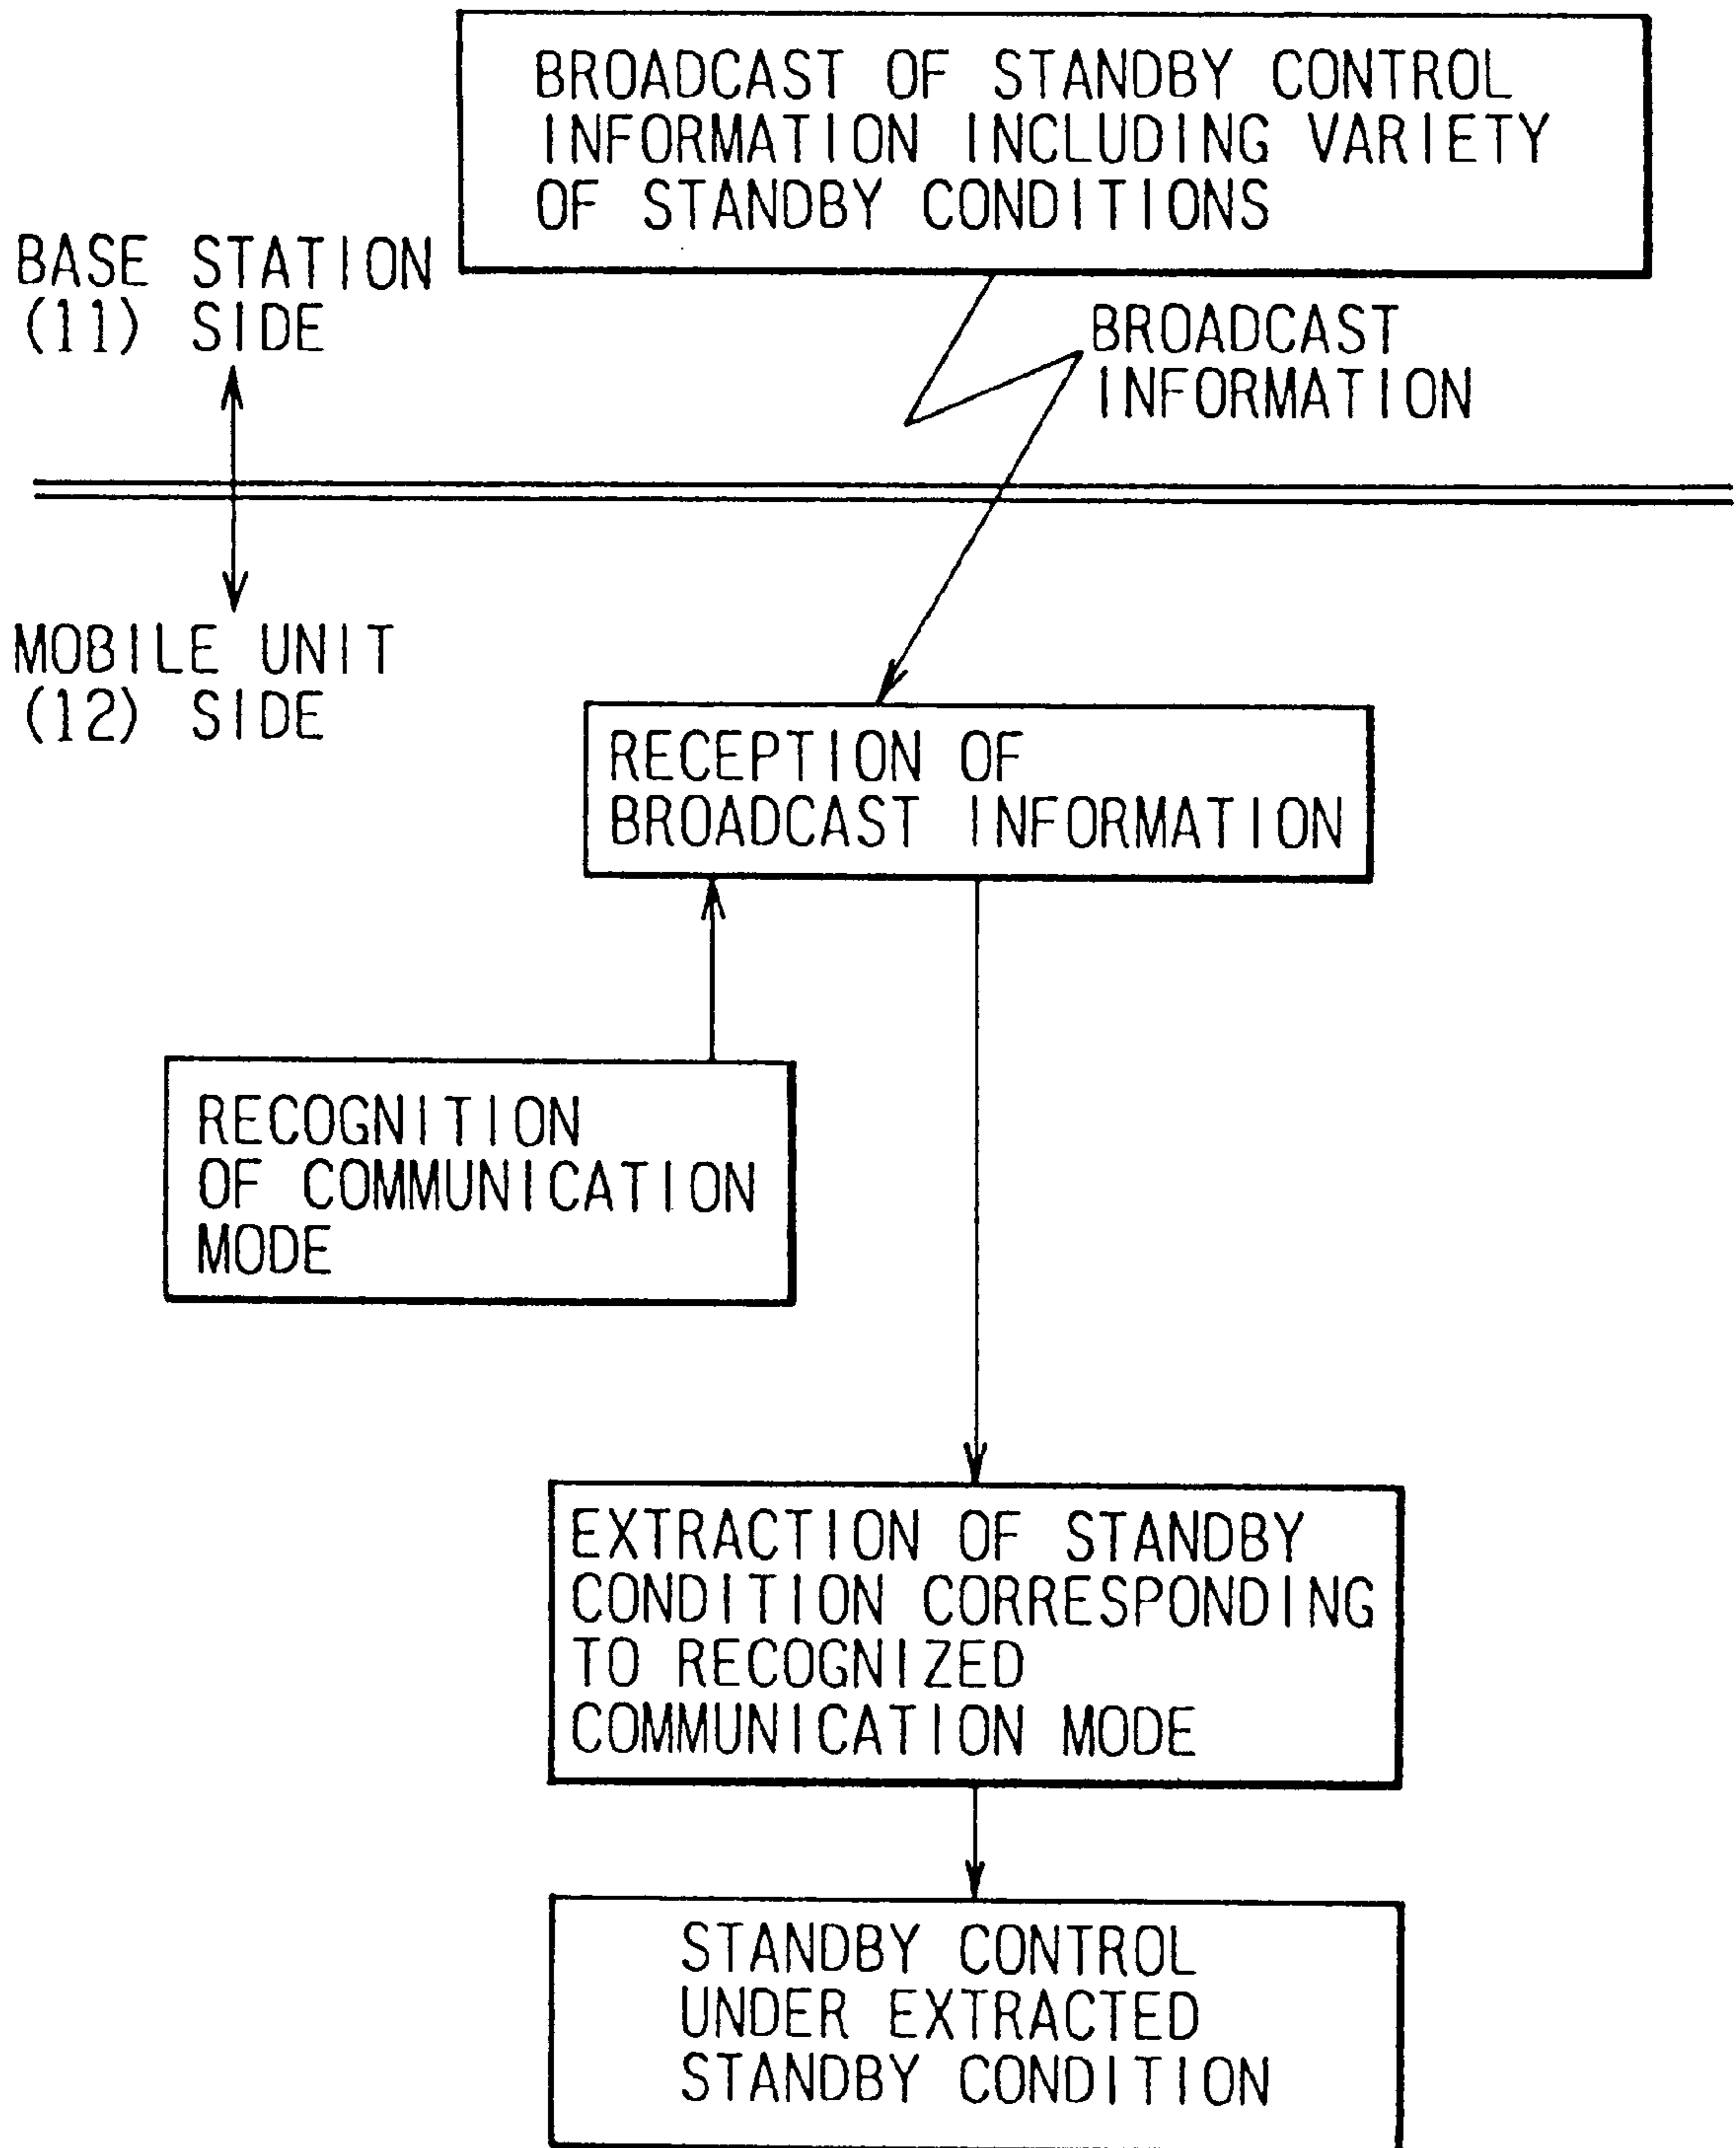 BROADCAST OF STANDBY CONTROL
INFORMATION INCLUDING VARIETY
OF STANDBY CONDITIONS
BASE STATION
(11) SIDE
BROADCAST
INFORMATION
MOBILE UNIT
(12) SIDE
RECEPTION OF
BROADCAST INFORMATION
RECOGNITION
OF COMMUNICATION
MODE
EXTRACTION OF STANDBY
CONDITION CORRESPONDING
TO RECOGNIZED
COMMUNICATION MODE
STANDBY CONTROL
UNDER EXTRACTED
STANDBY CONDITION